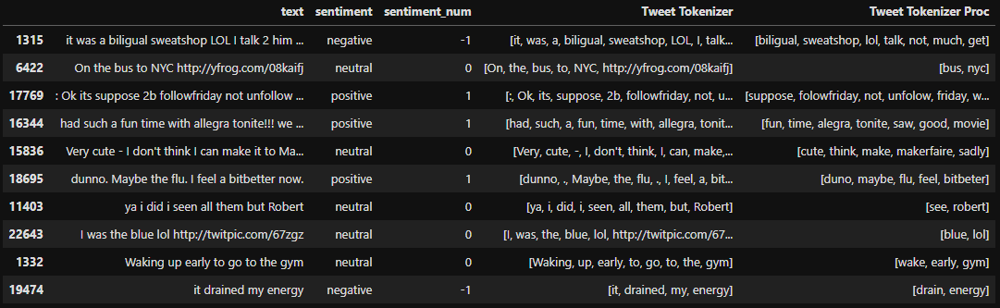 text sentiment sentiment_num Tweet Tokenizer Tweet Tokenizer Proc
1315 it was a biligual sweatshop LOL I talk 2 him ... negative -1 [it, was, a, biligual, sweatshop, LOL, I, talk... [biligual, sweatshop, lol, talk, not, much, get]
6422 On the bus to NYC http://yfrog.com/08kaifj neutral 0 [On, the, bus, to, NYC, http://yfrog.com/08kaifj] [bus, nyc]
17769 : Ok its suppose 2b followfriday not unfollow ... positive 1 [:, Ok, its, suppose, 2b, followfriday, not, u... [suppose, folowfriday, not, unfolow, friday, w...
16344 had such a fun time with allegra tonite!!! we ... positive 1 [had, such, a, fun, time, with, allegra, tonit... [fun, time, alegra, tonite, saw, good, movie]
15836 Very cute - I don't think I can make it to Ma... neutral 0 [Very, cute, -, I, don't, think, I, can, make,... [cute, think, make, makerfaire, sadly]
18695 dunno. Maybe the flu. I feel a bitbetter now. positive 1 [dunno, ., Maybe, the, flu, ., I, feel, a, bit... [duno, maybe, flu, feel, bitbeter]
11403 ya i did i seen all them but Robert neutral 0 [ya, i, did, i, seen, all, them, but, Robert] [see, robert]
22643 I was the blue lol http://twitpic.com/67zgz neutral 0 [I, was, the, blue, lol, http://twitpic.com/67... [blue, lol]
1332 Waking up early to go to the gym neutral 0 [Waking, up, early, to, go, to, the, gym] [wake, early, gym]
19474 it drained my energy negative -1 [it, drained, my, energy] [drain, energy]